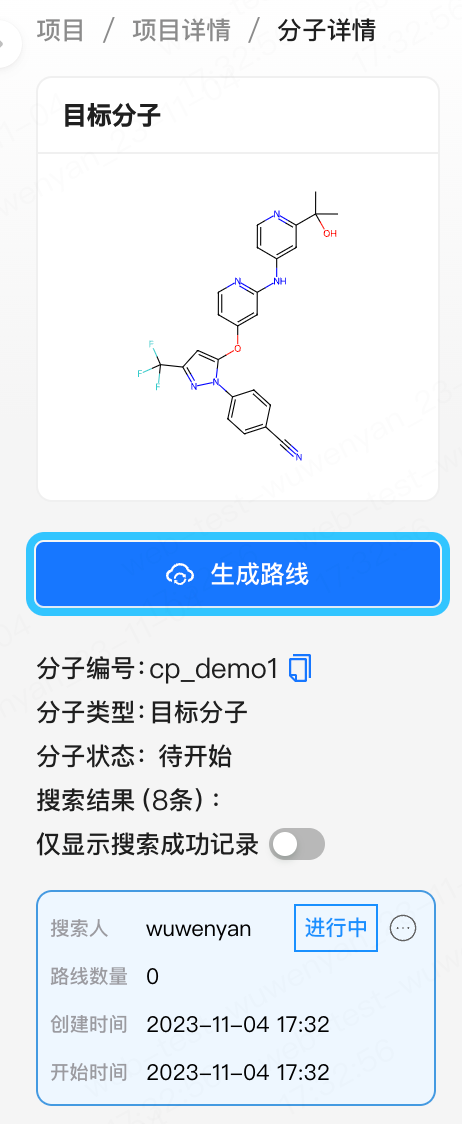 项目 / 项目详情 / 分子详情
目标分子
N
OH
N
NH
O
F
F
F
N
N
N
生成路线
分子编号：cp_demo1
分子类型：目标分子
分子状态：待开始
搜索结果 (8条)：
仅显示搜索成功记录
搜索人 wuwenyan 进行中
路线数量 0
创建时间 2023-11-04 17:32
开始时间 2023-11-04 17:32